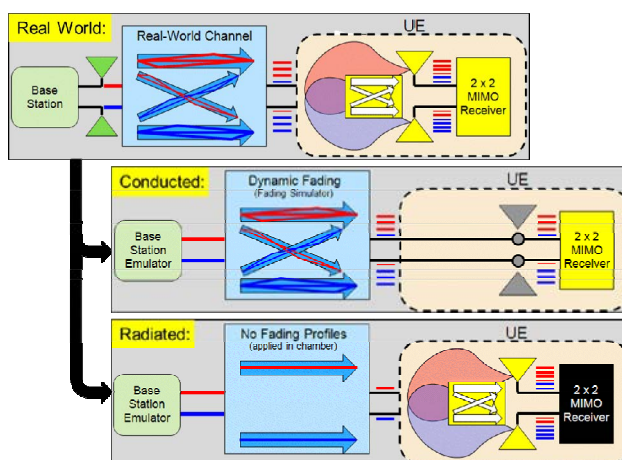 Real World:
Real-World Channel
UE
Base
Station
2 x 2
MIMO
Receiver
Conducted:
Dynamic Fading
(Fading Simulator)
UE
Base
Station
Emulator
2 x 2
MIMO
Receiver
Radiated:
No Fading Profiles
(applied in chamber)
UE
Base
Station
Emulator
2 x 2
MIMO
Receiver